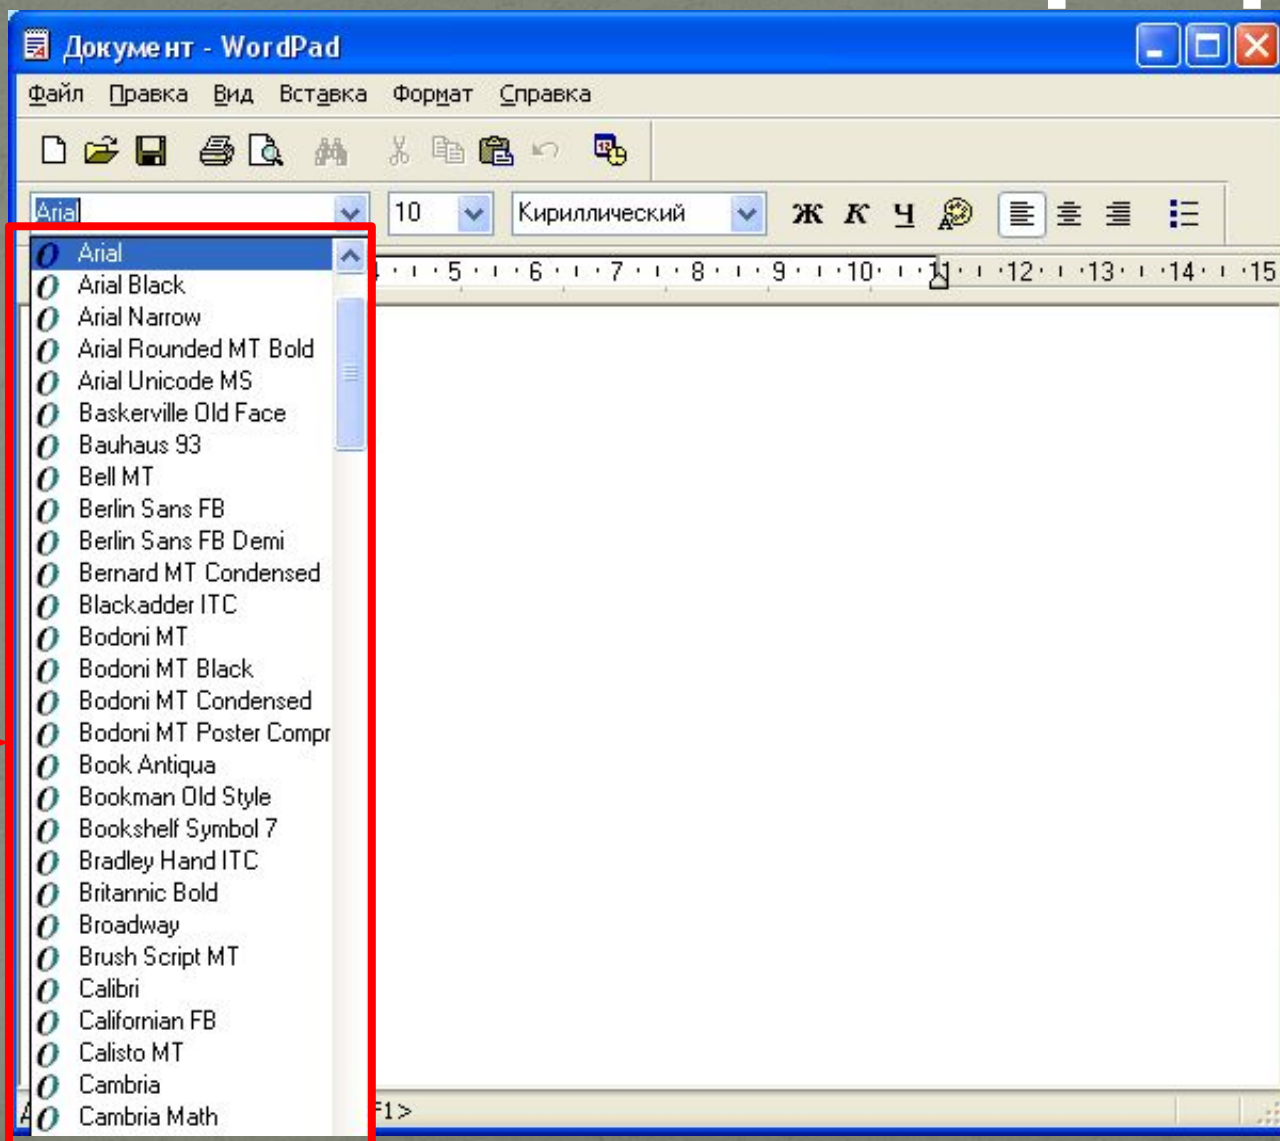 Документ - WordPad
Файл Правка Вид Вставка Формат Справка
Arial 10 Кириллический Ж К Ч
Arial
5 6 7 8 9 10 11 12 13 14 15
Arial Black
Arial Narrow
Arial Rounded MT Bold
Arial Unicode MS
Baskerville Old Face
Bauhaus 93
Bell MT
Berlin Sans FB
Berlin Sans FB Demi
Bernard MT Condensed
Blackadder ITC
Bodoni MT
Bodoni MT Black
Bodoni MT Condensed
Bodoni MT Poster Compr
Book Antiqua
Bookman Old Style
Bookshelf Symbol 7
Bradley Hand ITC
Britannic Bold
Broadway
Brush Script MT
Calibri
Californian FB
Calisto MT
Cambria
Cambria Math
F1>